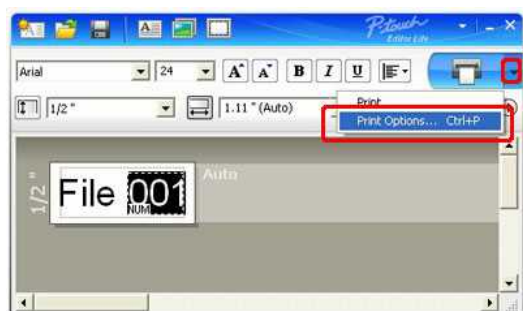 P-touch
Editor Lite
Arial
24
A A B I U
1/2 "
1.11 " (Auto)
Print
Print Options... Ctrl+P
1/2 "
Auto
File 001
NUM